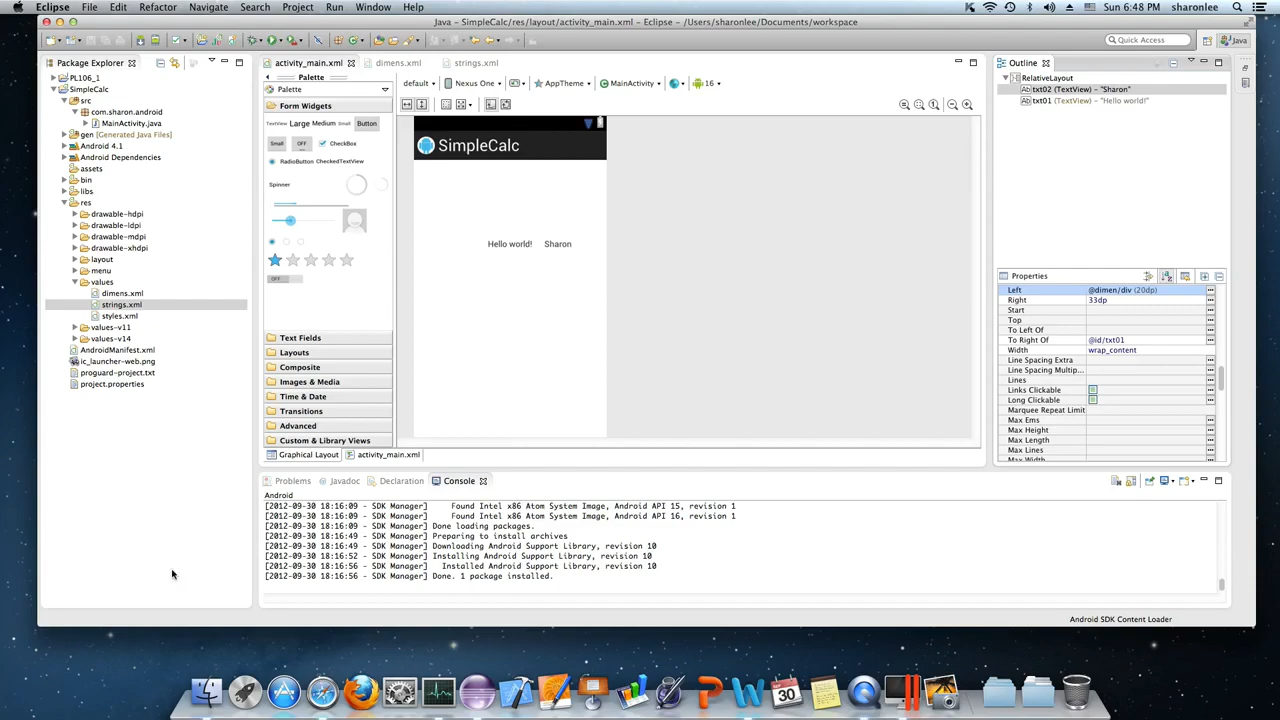 Eclipse File Edit Refactor Navigate Search Project Run Window Help
Sun 6:48 PM sharonlee
Java – SimpleCalc/res/layout/activity_main.xml – Eclipse – /Users/sharonlee/Documents/workspace
Quick Access
Java
Package Explorer
PL106_1
SimpleCalc
src
com.sharon.android
MainActivity.java
gen [Generated Java Files]
Android 4.1
Android Dependencies
assets
bin
libs
res
drawable-hdpi
drawable-ldpi
drawable-mdpi
drawable-xhdpi
layout
menu
values
dimens.xml
strings.xml
styles.xml
values-v11
values-v14
AndroidManifest.xml
ic_launcher-web.png
proguard-project.txt
project.properties
activity_main.xml dimens.xml strings.xml
Palette
Palette
Form Widgets
TextView Large Medium Small Button
Small OFF CheckBox
RadioButton CheckedTextView
Spinner
OFF
Text Fields
Layouts
Composite
Images & Media
Time & Date
Transitions
Advanced
Custom & Library Views
default Nexus One AppTheme MainActivity 16
SimpleCalc
Hello world! Sharon
Graphical Layout activity_main.xml
Outline
RelativeLayout
Ab txt02 (TextView) – "Sharon"
Ab txt01 (TextView) – "Hello world!"
Properties
Left @dimen/div (20dp)
Right 33dp
Start
Top
To Left Of
To Right Of @id/txt01
Width wrap_content
Line Spacing Extra
Line Spacing Multip...
Lines
Links Clickable
Long Clickable
Marquee Repeat Limit
Max Ems
Max Height
Max Length
Max Lines
Max Width
Problems Javadoc Declaration Console
Android
[2012-09-30 18:16:09 - SDK Manager] Found Intel x86 Atom System Image, Android API 15, revision 1
[2012-09-30 18:16:09 - SDK Manager] Found Intel x86 Atom System Image, Android API 16, revision 1
[2012-09-30 18:16:09 - SDK Manager] Done loading packages.
[2012-09-30 18:16:49 - SDK Manager] Preparing to install archives
[2012-09-30 18:16:49 - SDK Manager] Downloading Android Support Library, revision 10
[2012-09-30 18:16:52 - SDK Manager] Installing Android Support Library, revision 10
[2012-09-30 18:16:56 - SDK Manager] Installed Android Support Library, revision 10
[2012-09-30 18:16:56 - SDK Manager] Done. 1 package installed.
Android SDK Content Loader
30